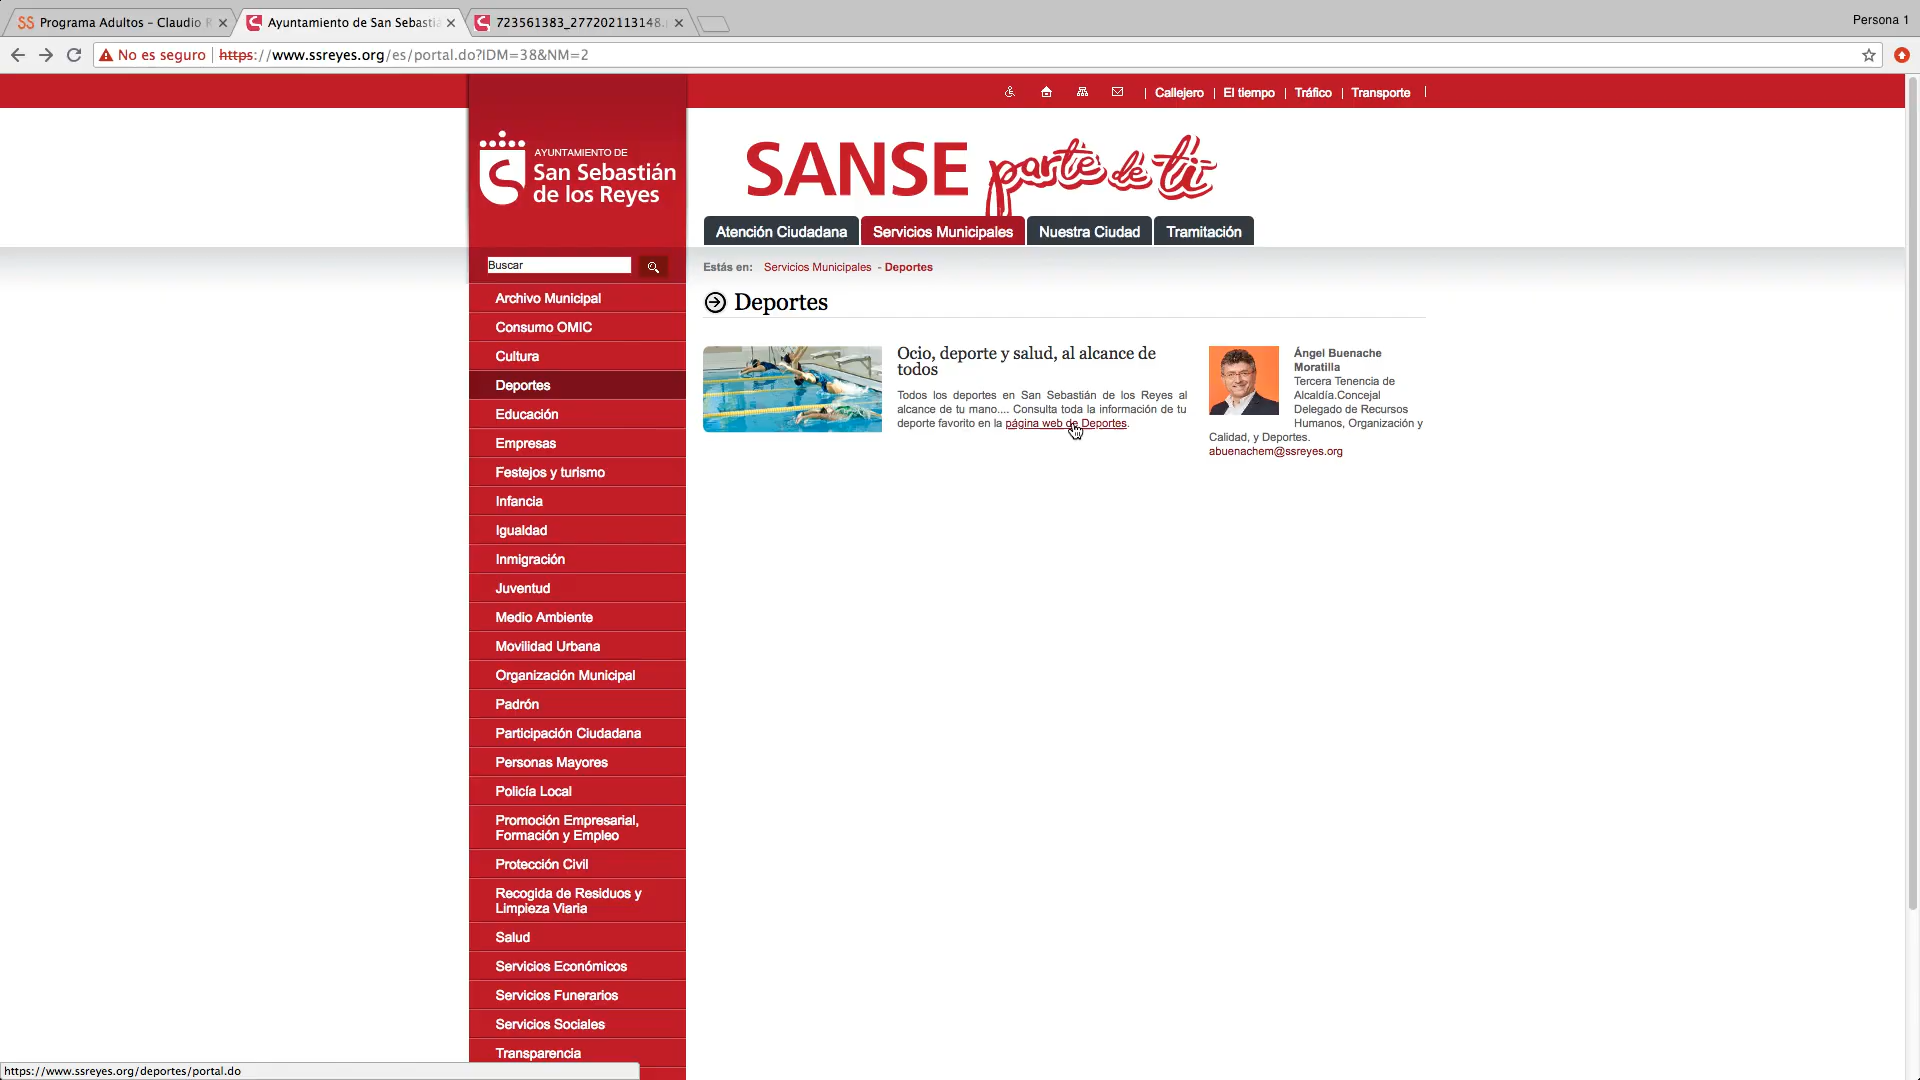 SS Programa Adultos – Claudio R
Ayuntamiento de San Sebastiá
723561383_277202113148.
Persona 1
No es seguro
https://www.ssreyes.org/es/portal.do?IDM=38&NM=2
| Callejero | El tiempo | Tráfico | Transporte |
AYUNTAMIENTO DE
San Sebastián
de los Reyes
SANSE parte de tí
Atención Ciudadana
Servicios Municipales
Nuestra Ciudad
Tramitación
Buscar
Estás en: Servicios Municipales - Deportes
Deportes
Archivo Municipal
Consumo OMIC
Cultura
Deportes
Educación
Empresas
Festejos y turismo
Infancia
Igualdad
Inmigración
Juventud
Medio Ambiente
Movilidad Urbana
Organización Municipal
Padrón
Participación Ciudadana
Personas Mayores
Policía Local
Promoción Empresarial,
Formación y Empleo
Protección Civil
Recogida de Residuos y
Limpieza Viaria
Salud
Servicios Económicos
Servicios Funerarios
Servicios Sociales
Transparencia
Ocio, deporte y salud, al alcance de
todos
Todos los deportes en San Sebastián de los Reyes al
alcance de tu mano.... Consulta toda la información de tu
deporte favorito en la página web de Deportes.
Ángel Buenache
Moratilla
Tercera Tenencia de
Alcaldía.Concejal
Delegado de Recursos
Humanos, Organización y
Calidad, y Deportes.
abuenachem@ssreyes.org
https://www.ssreyes.org/deportes/portal.do